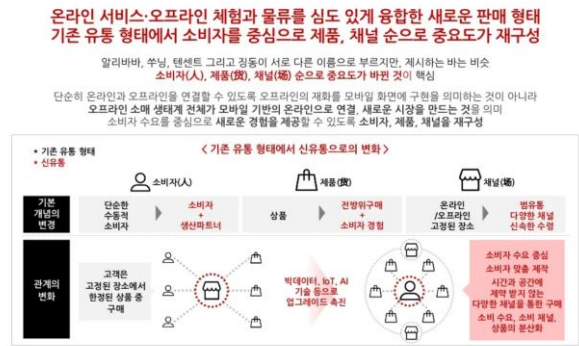 온라인 서비스·오프라인 체험과 물류를 심도 있게 융합한 새로운 판매 형태
기존 유통 형태에서 소비자를 중심으로 제품, 채널 순으로 중요도가 재구성
알리바바, 쑤닝, 텐센트 그리고 징동이 서로 다른 이름으로 부르지만, 제시하는 바는 비슷
소비자(人), 제품(貨), 채널(場) 순으로 중요도가 바뀐 것이 핵심
단순히 온라인과 오프라인을 연결할 수 있도록 오프라인의 재화를 모바일 화면에 구현을 의미하는 것이 아니라
오프라인 소매 생태계 전체가 모바일 기반의 온라인으로 연결, 새로운 시장을 만드는 것을 의미
소비자 수요를 중심으로 새로운 경험을 제공할 수 있도록 소비자, 제품, 채널을 재구성
• 기존 유통 형태
• 신유통
< 기존 유통 형태에서 신유통으로의 변화 >
소비자(人)
제품(貨)
채널(場)
기본
개념의
변경
단순한
수동적
소비자
소비자
+
생산파트너
상품
전방위구매
+
소비자 경험
온라인
/오프라인
고정된 장소
범유통
다양한 채널
신속한 수령
관계의
변화
고객은
고정된 장소에서
한정된 상품 중
구매
빅데이터, IoT, AI
기술 등으로
업그레이드 촉진
소비자 수요 중심
소비자 맞춤 제작
시간과 공간에
제약 받지 않는
다양한 채널을 통한 구매
소비 수요, 소비 채널,
상품의 분산화